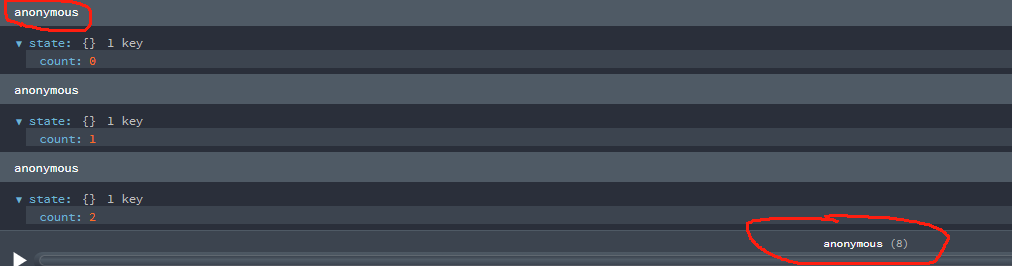 anonymous
▼ state: {} 1 key
count: 0
anonymous
▼ state: {} 1 key
count: 1
anonymous
▼ state: {} 1 key
count: 2
anonymous (8)